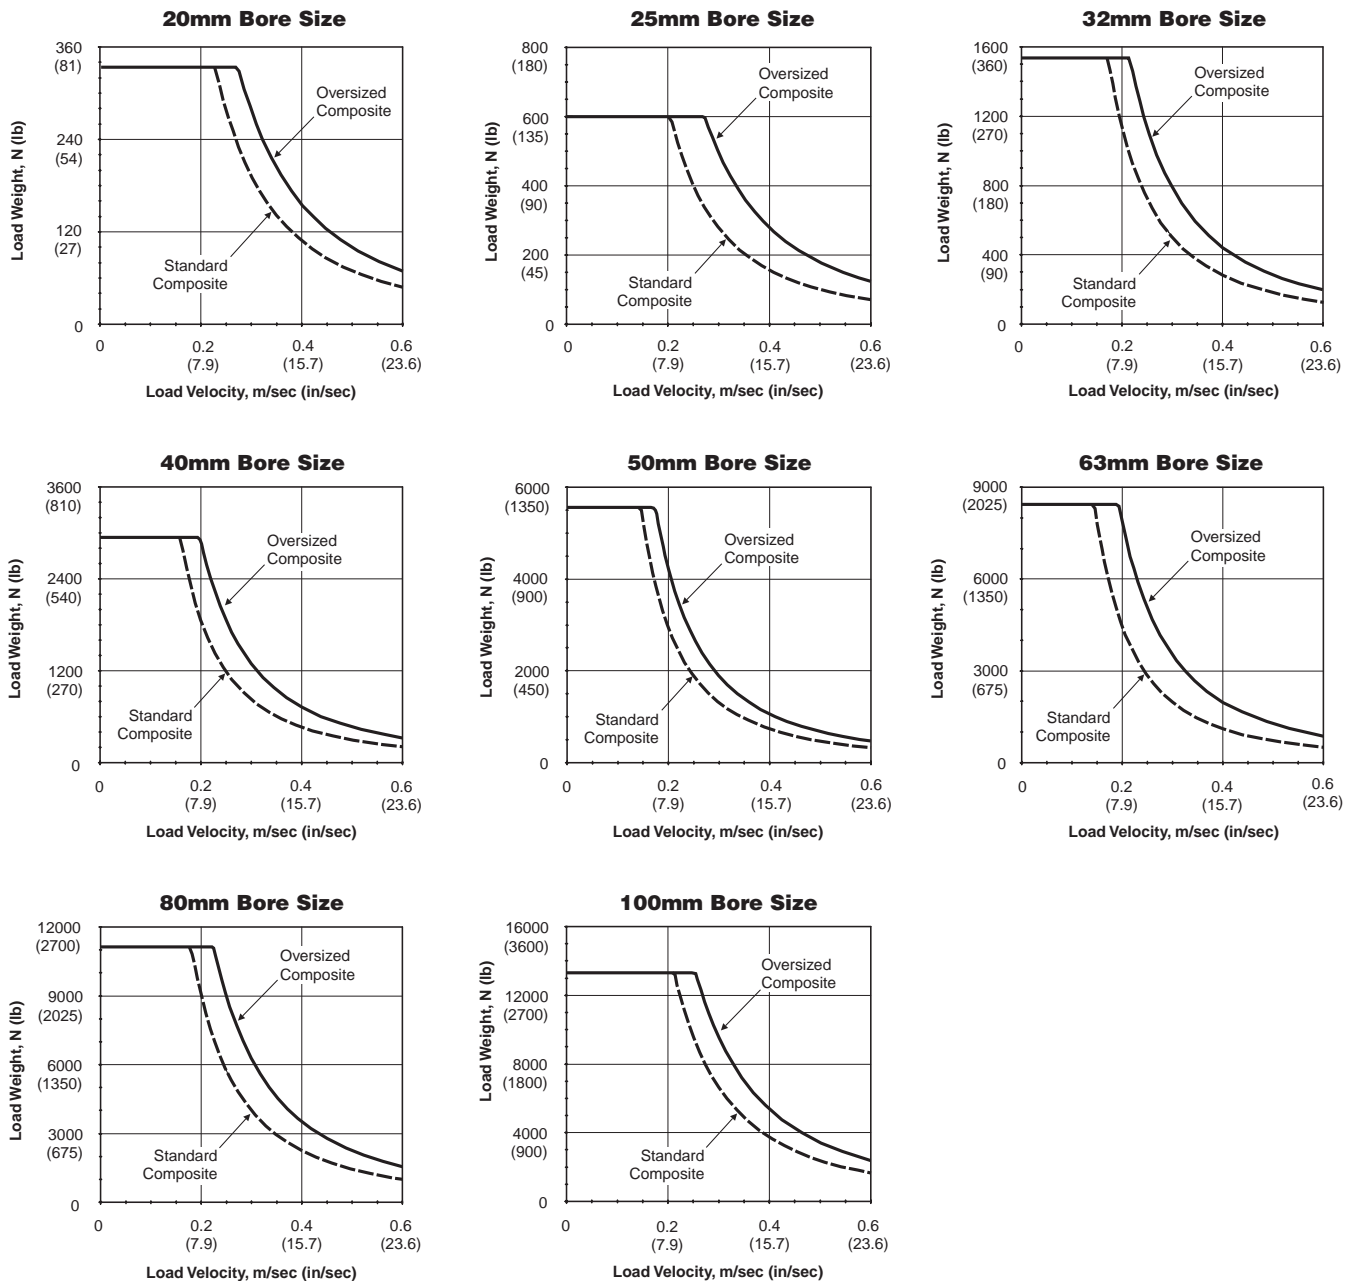 20mm Bore Size
Load Weight, N (lb)
360
(81)
240
(54)
120
(27)
0
Oversized
Composite
Standard
Composite
0
0.2
(7.9)
0.4
(15.7)
0.6
(23.6)
Load Velocity, m/sec (in/sec)
25mm Bore Size
Load Weight, N (lb)
800
(180)
600
(135)
400
(90)
200
(45)
0
Oversized
Composite
Standard
Composite
0
0.2
(7.9)
0.4
(15.7)
0.6
(23.6)
Load Velocity, m/sec (in/sec)
32mm Bore Size
Load Weight, N (lb)
1600
(360)
1200
(270)
800
(180)
400
(90)
0
Oversized
Composite
Standard
Composite
0
0.2
(7.9)
0.4
(15.7)
0.6
(23.6)
Load Velocity, m/sec (in/sec)
40mm Bore Size
Load Weight, N (lb)
3600
(810)
2400
(540)
1200
(270)
0
Oversized
Composite
Standard
Composite
0
0.2
(7.9)
0.4
(15.7)
0.6
(23.6)
Load Velocity, m/sec (in/sec)
50mm Bore Size
Load Weight, N (lb)
6000
(1350)
4000
(900)
2000
(450)
0
Oversized
Composite
Standard
Composite
0
0.2
(7.9)
0.4
(15.7)
0.6
(23.6)
Load Velocity, m/sec (in/sec)
63mm Bore Size
Load Weight, N (lb)
9000
(2025)
6000
(1350)
3000
(675)
0
Oversized
Composite
Standard
Composite
0
0.2
(7.9)
0.4
(15.7)
0.6
(23.6)
Load Velocity, m/sec (in/sec)
80mm Bore Size
Load Weight, N (lb)
12000
(2700)
9000
(2025)
6000
(1350)
3000
(675)
0
Oversized
Composite
Standard
Composite
0
0.2
(7.9)
0.4
(15.7)
0.6
(23.6)
Load Velocity, m/sec (in/sec)
100mm Bore Size
Load Weight, N (lb)
16000
(3600)
12000
(2700)
8000
(1800)
4000
(900)
0
Oversized
Composite
Standard
Composite
0
0.2
(7.9)
0.4
(15.7)
0.6
(23.6)
Load Velocity, m/sec (in/sec)